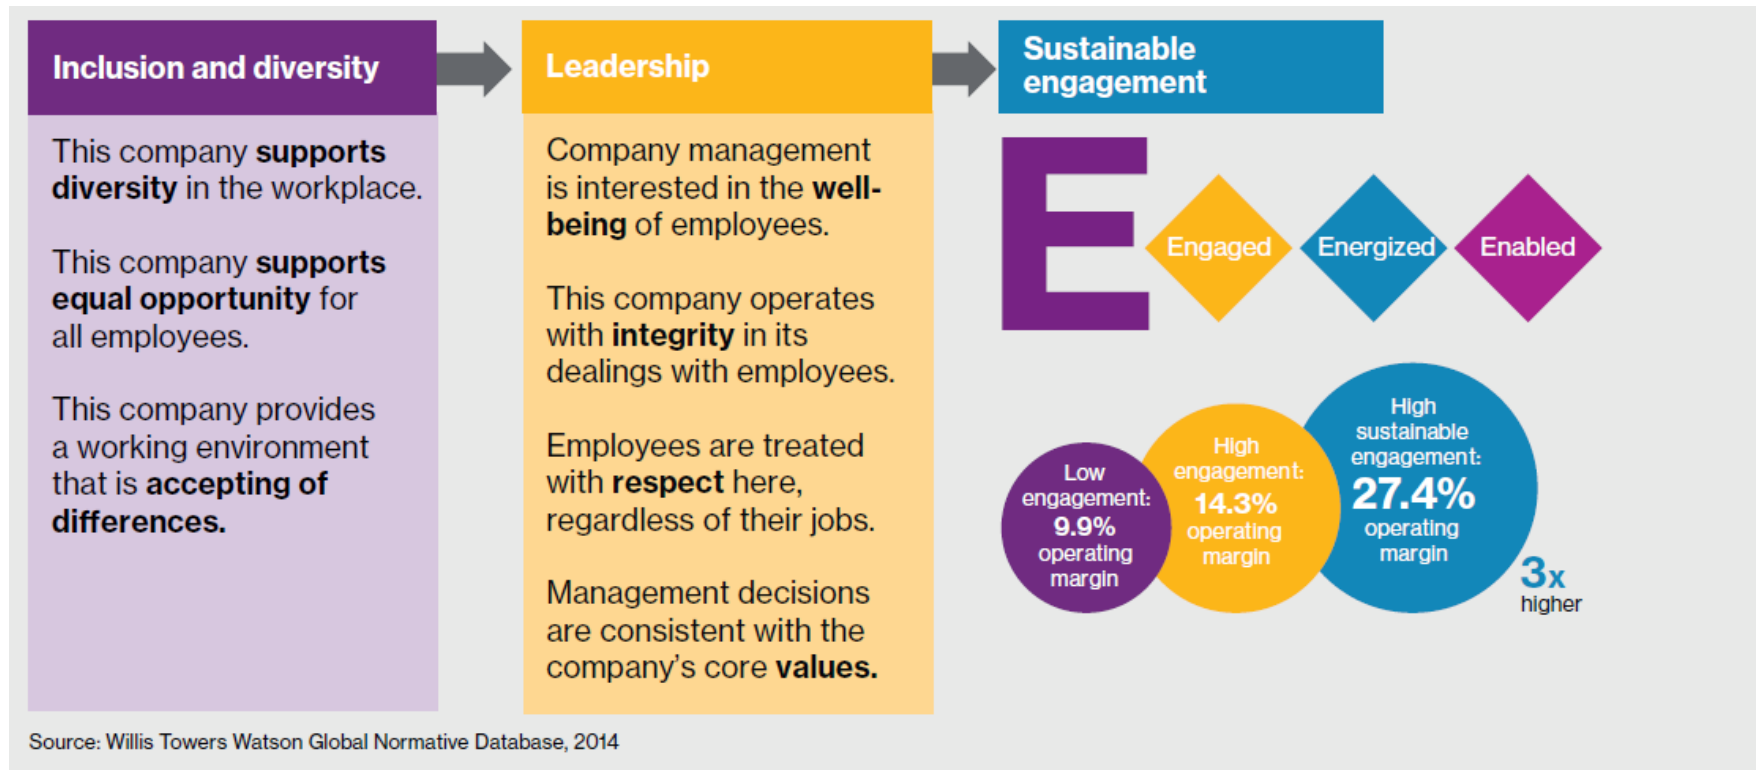 Inclusion and diversity
This company supports
diversity in the workplace.
This company supports
equal opportunity for
all employees.
This company provides
a working environment
that is accepting of
differences.
Leadership
Company management
is interested in the well-
being of employees.
This company operates
with integrity in its
dealings with employees.
Employees are treated
with respect here,
regardless of their jobs.
Management decisions
are consistent with the
company’s core values.
Sustainable
engagement
E
Engaged
Energized
Enabled
Low
engagement:
9.9%
operating
margin
High
engagement:
14.3%
operating
margin
High
sustainable
engagement:
27.4%
operating
margin
3x
higher
Source: Willis Towers Watson Global Normative Database, 2014